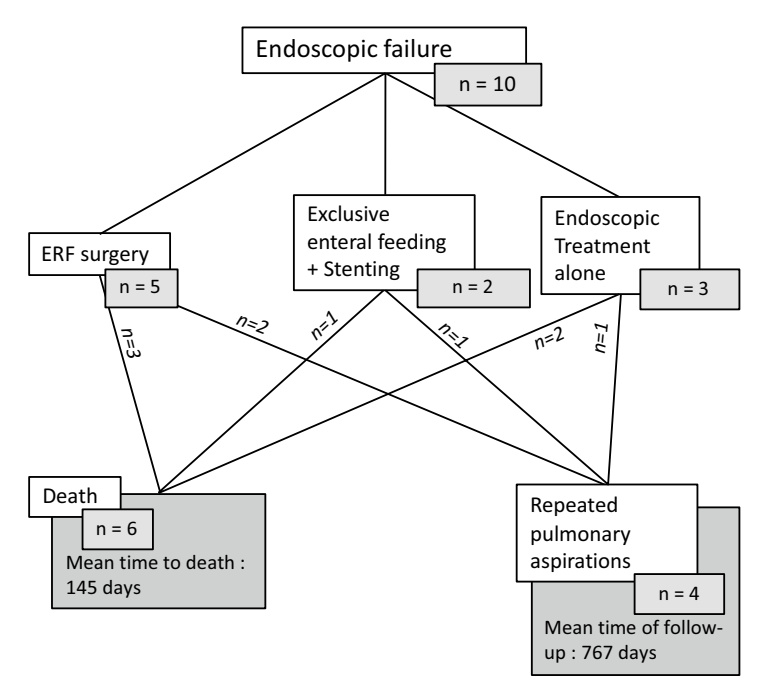 Endoscopic failure
n = 10
ERF surgery
n = 5
Exclusive
enteral feeding
+ Stenting
n = 2
Endoscopic
Treatment
alone
n = 3
n=3
n=2
n=1
n=1
n=2
n=1
Death
n = 6
Mean time to death :
145 days
Repeated
pulmonary
aspirations
n = 4
Mean time of follow-
up : 767 days